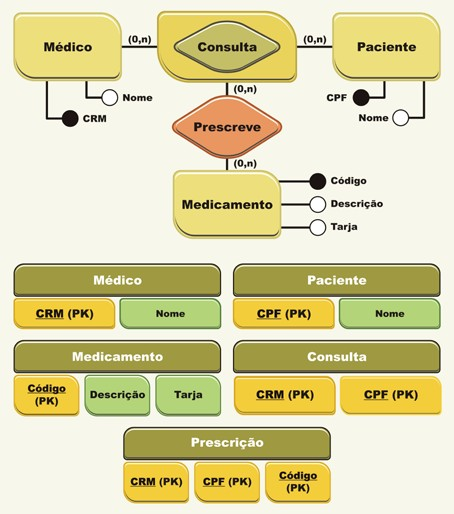 Médico
(0,n)
Consulta
(0,n)
Paciente
Nome
CRM
(0,n)
CPF
Nome
Prescreve
(0,n)
Medicamento
Código
Descrição
Tarja
Médico
CRM (PK)
Nome
Paciente
CPF (PK)
Nome
Medicamento
Código
(PK)
Descrição
Tarja
Consulta
CRM (PK)
CPF (PK)
Prescrição
CRM (PK)
CPF (PK)
Código
(PK)